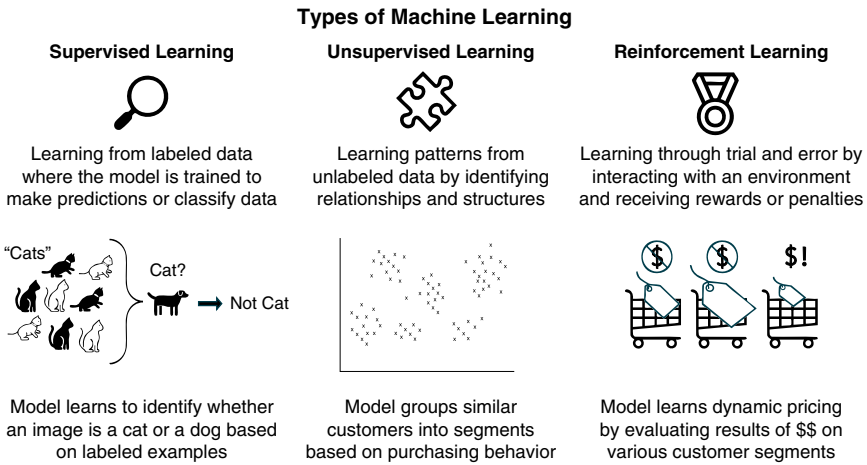 Types of Machine Learning
Supervised Learning
Learning from labeled data
where the model is trained to
make predictions or classify data
“Cats”
Cat?
Not Cat
Model learns to identify whether
an image is a cat or a dog based
on labeled examples
Unsupervised Learning
Learning patterns from
unlabeled data by identifying
relationships and structures
Model groups similar
customers into segments
based on purchasing behavior
Reinforcement Learning
Learning through trial and error by
interacting with an environment
and receiving rewards or penalties
$ $ $!
Model learns dynamic pricing
by evaluating results of $$ on
various customer segments